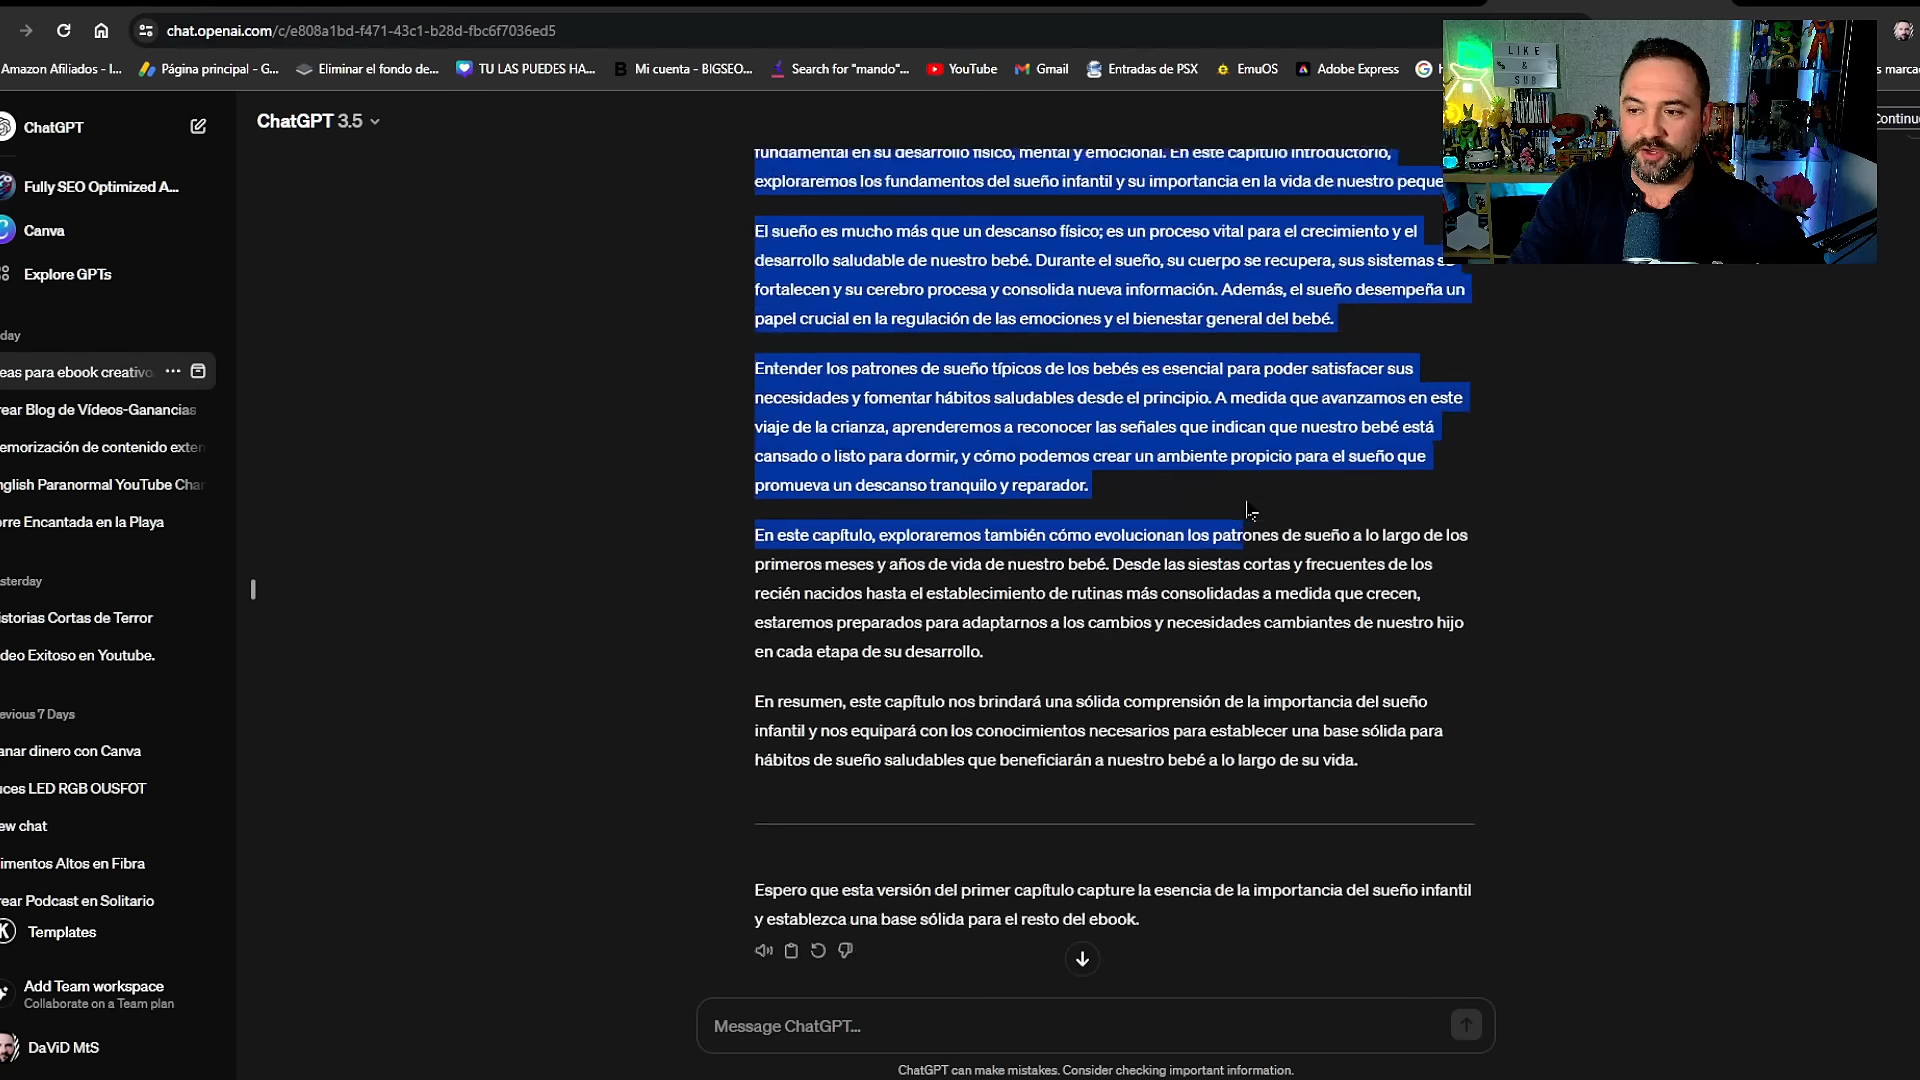 chat.openai.com/c/e808a1bd-f471-43c1-b28d-fbc6f7036ed5
Amazon Afiliados - I...
Página principal - G...
Eliminar el fondo de...
TU LAS PUEDES HA...
Mi cuenta - BIGSEO...
Search for "mando"...
YouTube
Gmail
Entradas de PSX
EmuOS
Adobe Express
s marcad
LIKE
&
SUB
Continue
ChatGPT
Fully SEO Optimized A...
Canva
Explore GPTs
day
eas para ebook creativo.
rear Blog de Vídeos-Ganancias
emorización de contenido exten
nglish Paranormal YouTube Chan
orre Encantada en la Playa
sterday
istorias Cortas de Terror
deo Exitoso en Youtube.
evious 7 Days
anar dinero con Canva
uces LED RGB OUSFOT
ew chat
imentos Altos en Fibra
rear Podcast en Solitario
Templates
Add Team workspace
Collaborate on a Team plan
DaViD MtS
ChatGPT 3.5
fundamental en su desarrollo físico, mental y emocional. En este capítulo introductorio,
exploraremos los fundamentos del sueño infantil y su importancia en la vida de nuestro peque
El sueño es mucho más que un descanso físico; es un proceso vital para el crecimiento y el
desarrollo saludable de nuestro bebé. Durante el sueño, su cuerpo se recupera, sus sistemas s
fortalecen y su cerebro procesa y consolida nueva información. Además, el sueño desempeña un
papel crucial en la regulación de las emociones y el bienestar general del bebé.
Entender los patrones de sueño típicos de los bebés es esencial para poder satisfacer sus
necesidades y fomentar hábitos saludables desde el principio. A medida que avanzamos en este
viaje de la crianza, aprenderemos a reconocer las señales que indican que nuestro bebé está
cansado o listo para dormir, y cómo podemos crear un ambiente propicio para el sueño que
promueva un descanso tranquilo y reparador.
En este capítulo, exploraremos también cómo evolucionan los patrones de sueño a lo largo de los
primeros meses y años de vida de nuestro bebé. Desde las siestas cortas y frecuentes de los
recién nacidos hasta el establecimiento de rutinas más consolidadas a medida que crecen,
estaremos preparados para adaptarnos a los cambios y necesidades cambiantes de nuestro hijo
en cada etapa de su desarrollo.
En resumen, este capítulo nos brindará una sólida comprensión de la importancia del sueño
infantil y nos equipará con los conocimientos necesarios para establecer una base sólida para
hábitos de sueño saludables que beneficiarán a nuestro bebé a lo largo de su vida.
Espero que esta versión del primer capítulo capture la esencia de la importancia del sueño infantil
y establezca una base sólida para el resto del ebook.
Message ChatGPT...
ChatGPT can make mistakes. Consider checking important information.